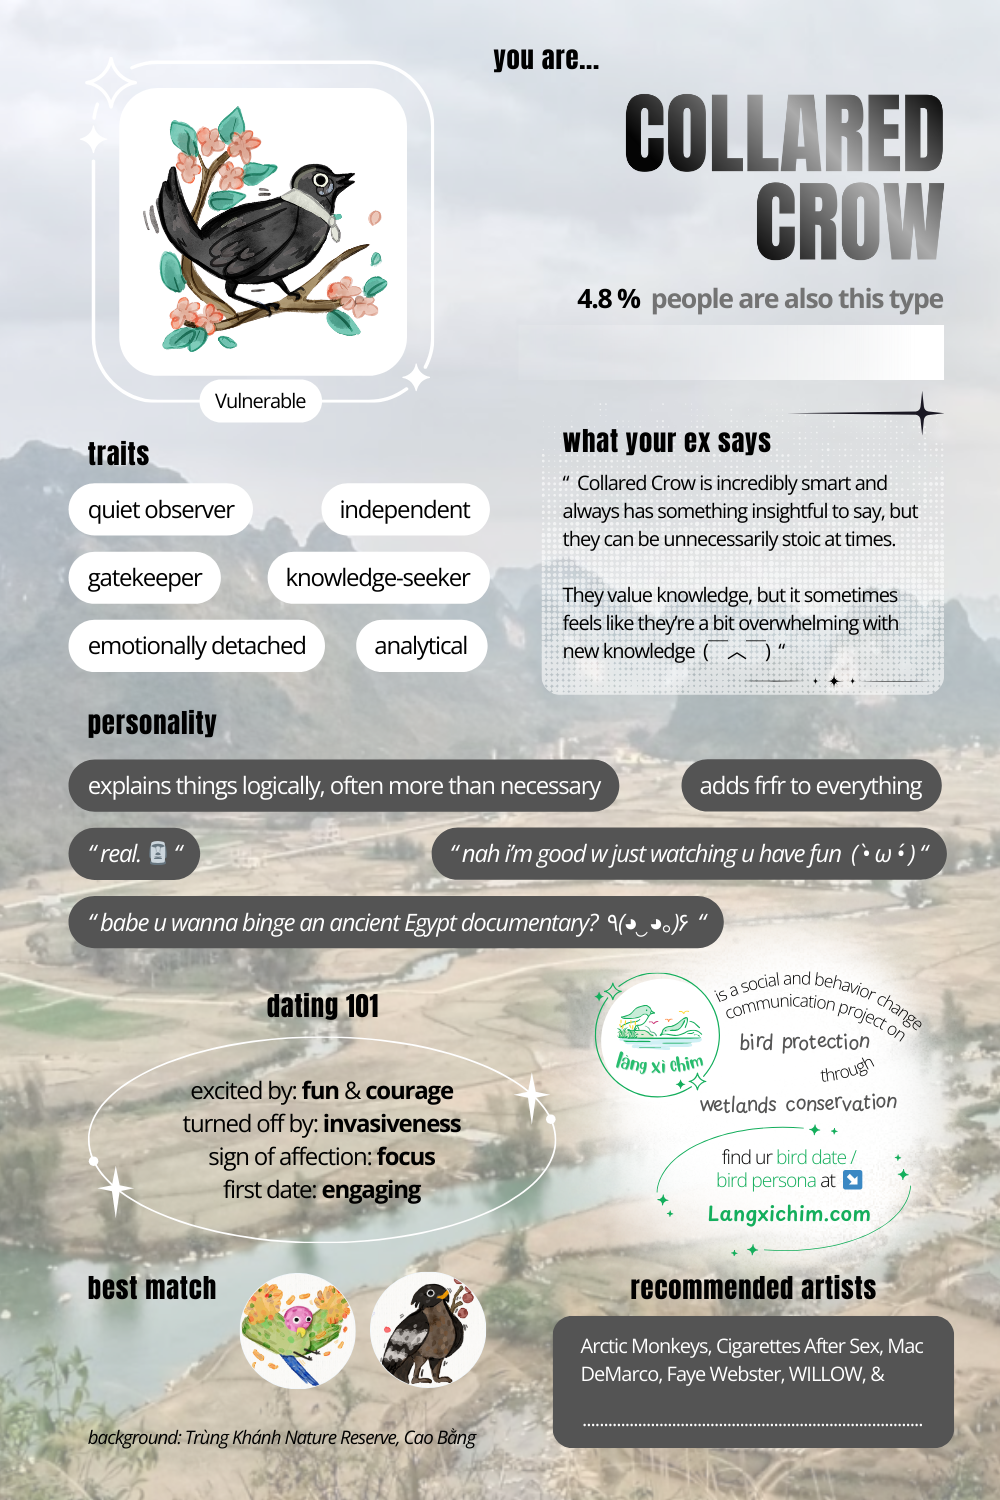 you are...
COLLARED
CROW
4.8 % people are also this type
Vulnerable
traits
quiet observer
independent
gatekeeper
knowledge-seeker
emotionally detached
analytical
what your ex says
“ Collared Crow is incredibly smart and
always has something insightful to say, but
they can be unnecessarily stoic at times.
They value knowledge, but it sometimes
feels like they’re a bit overwhelming with
new knowledge (￣ ︿ ￣) “
personality
explains things logically, often more than necessary
adds frfr to everything
“ real. 🗿 “
“ nah i’m good w just watching u have fun (`• ω •´) “
“ babe u wanna binge an ancient Egypt documentary? ٩(◕‿◕｡)۶ “
dating 101
excited by: fun & courage
turned off by: invasiveness
sign of affection: focus
first date: engaging
làng xì chim
is a social and behavior change
communication project on
bird protection
through
wetlands conservation
find ur bird date /
bird persona at ↘️
Langxichim.com
best match
recommended artists
Arctic Monkeys, Cigarettes After Sex, Mac
DeMarco, Faye Webster, WILLOW, &
......................................................................
background: Trùng Khánh Nature Reserve, Cao Bằng